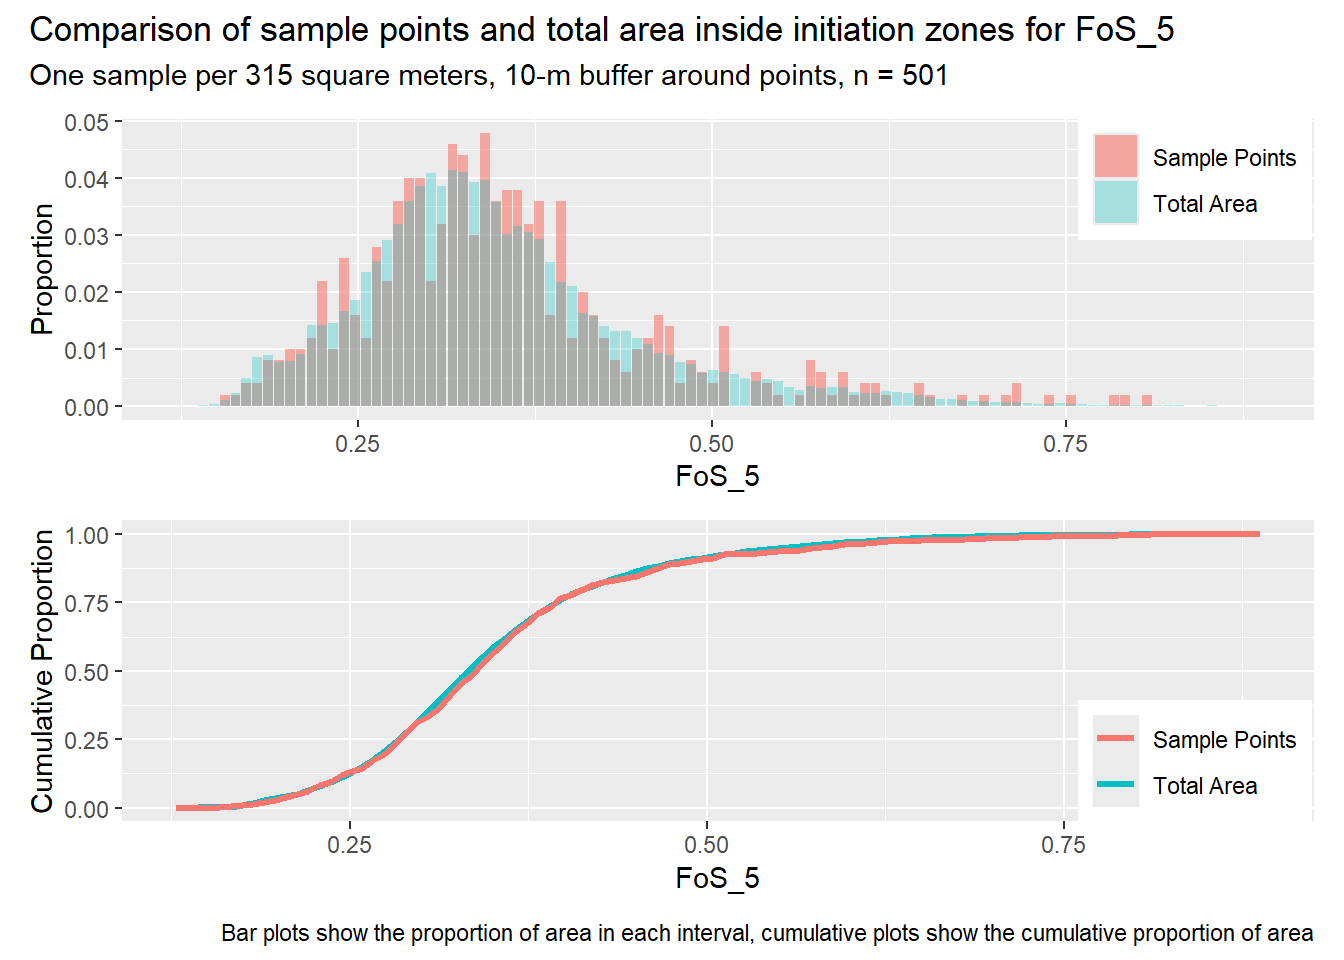 Comparison of sample points and total area inside initiation zones for FoS_5
One sample per 315 square meters, 10-m buffer around points, n = 501
0.05
0.04
0.03
0.02
0.01
0.00
Proportion
Sample Points
Total Area
0.25
0.50
0.75
FoS_5
1.00
0.75
0.50
0.25
0.00
Cumulative Proportion
Sample Points
Total Area
0.25
0.50
0.75
FoS_5
Bar plots show the proportion of area in each interval, cumulative plots show the cumulative proportion of area